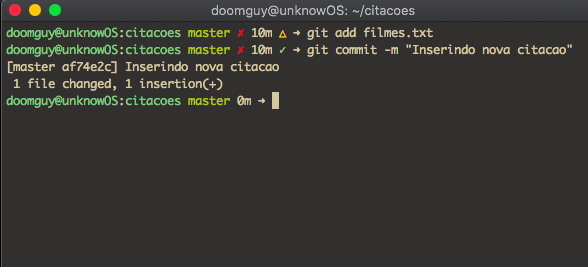 doomguy@unknowOS: ~/citacoes
doomguy@unknowOS:citacoes master ✗ 10m △ → git add filmes.txt
doomguy@unknowOS:citacoes master ✗ 10m ✓ → git commit -m "Inserindo nova citacao"
[master af74e2c] Inserindo nova citacao
1 file changed, 1 insertion(+)
doomguy@unknowOS:citacoes master 0m →